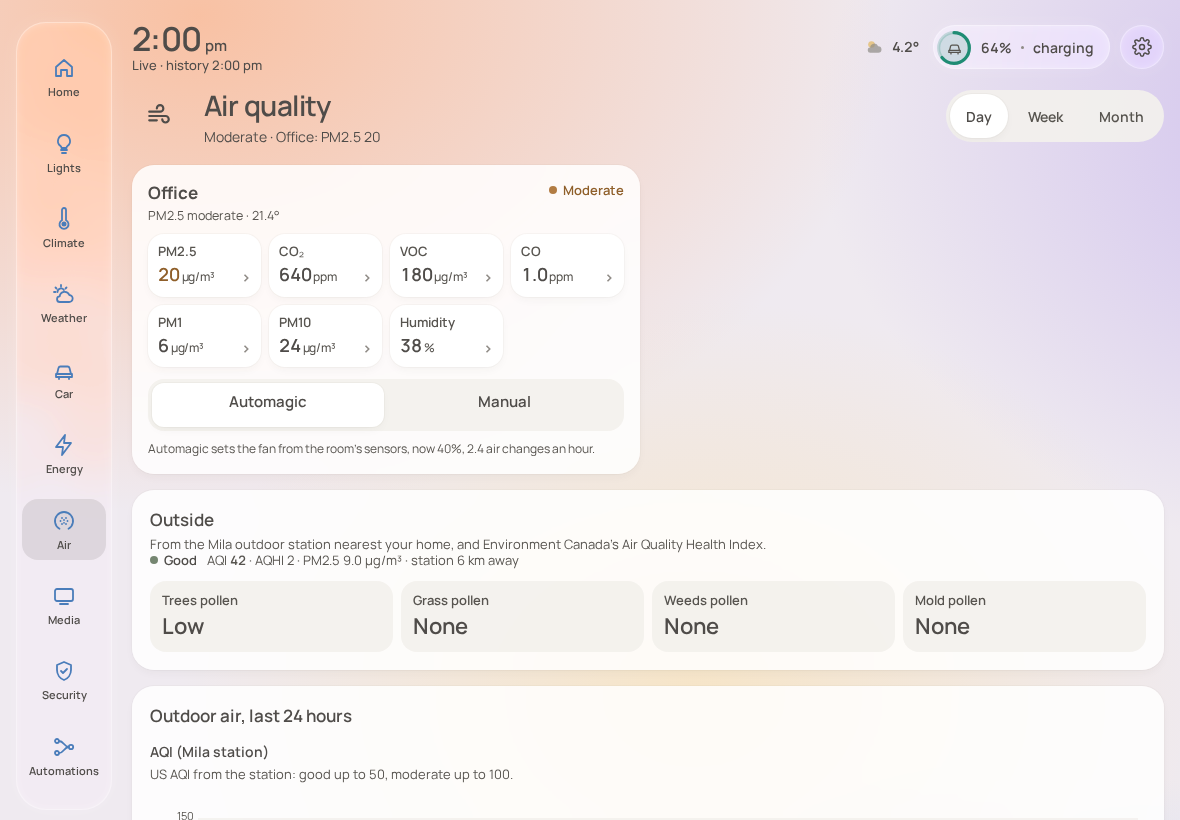 2:00 pm
Live · history 2:00 pm
4.2°
64% · charging
Home
Lights
Climate
Weather
Car
Energy
Air
Media
Security
Automations
Air quality
Moderate · Office: PM2.5 20
Day Week Month
Office
Moderate
PM2.5 moderate · 21.4°
PM2.5
20 µg/m³
CO₂
640 ppm
VOC
180 µg/m³
CO
1.0 ppm
PM1
6 µg/m³
PM10
24 µg/m³
Humidity
38 %
Automagic
Manual
Automagic sets the fan from the room's sensors, now 40%, 2.4 air changes an hour.
Outside
From the Mila outdoor station nearest your home, and Environment Canada's Air Quality Health Index.
Good AQI 42 · AQHI 2 · PM2.5 9.0 µg/m³ · station 6 km away
Trees pollen
Low
Grass pollen
None
Weeds pollen
None
Mold pollen
None
Outdoor air, last 24 hours
AQI (Mila station)
US AQI from the station: good up to 50, moderate up to 100.
150